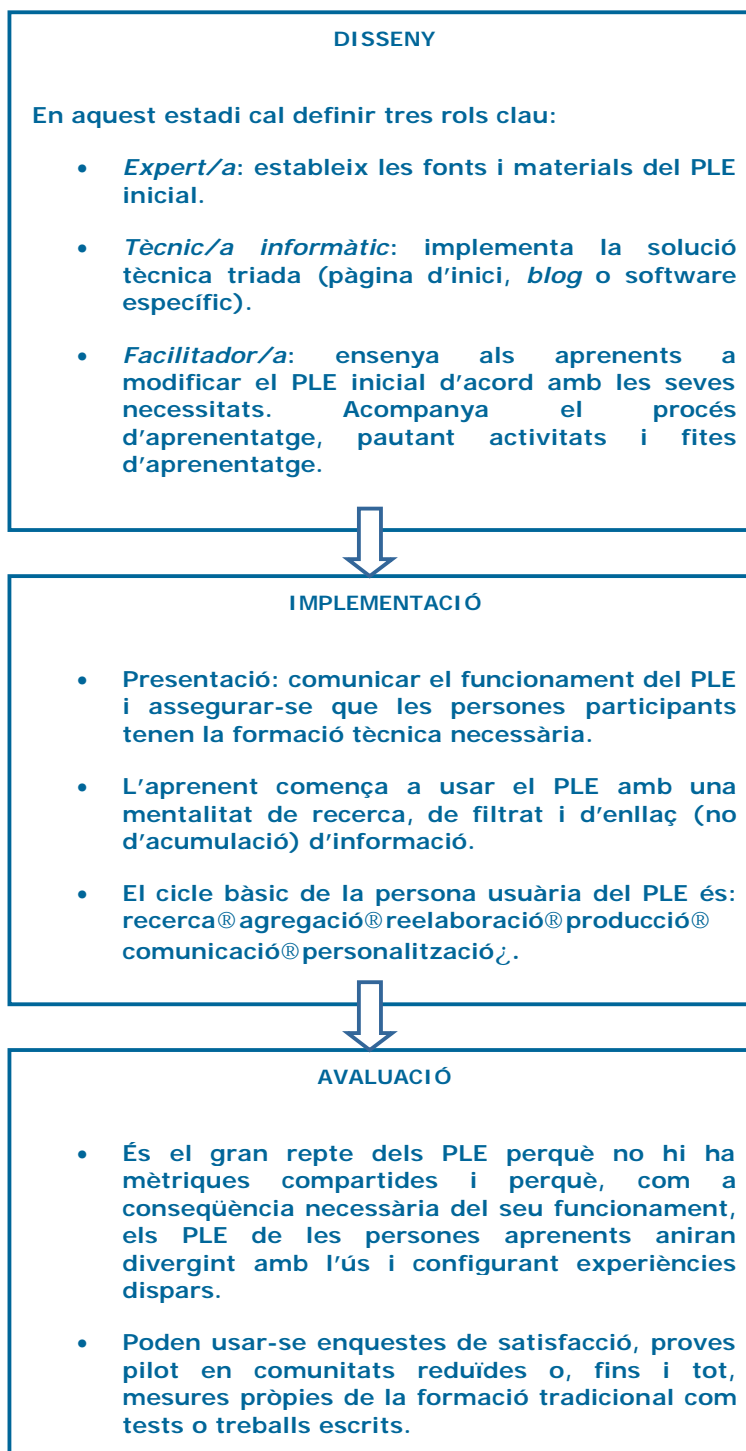 DISSENY
En aquest estadi cal definir tres rols clau:
• Expert/a: estableix les fonts i materials del PLE
inicial.
• Tècnic/a informàtic: implementa la solució
tècnica triada (pàgina d'inici, blog o software
específic).
• Facilitador/a: ensenya als aprenents a
modificar el PLE inicial d'acord amb les seves
necessitats. Acompanya el procés
d'aprenentatge, pautant activitats i fites
d'aprenentatge.
IMPLEMENTACIÓ
• Presentació: comunicar el funcionament del PLE
i assegurar-se que les persones participants
tenen la formació tècnica necessària.
• L'aprenent comença a usar el PLE amb una
mentalitat de recerca, de filtrat i d'enllaç (no
d'acumulació) d'informació.
• El cicle bàsic de la persona usuària del PLE és:
recerca®agregació®reelaboració®producció®
comunicació®personalització¿.
AVALUACIÓ
• És el gran repte dels PLE perquè no hi ha
mètriques compartides i perquè, com a
conseqüència necessària del seu funcionament,
els PLE de les persones aprenents aniran
divergint amb l'ús i configurant experiències
dispars.
• Poden usar-se enquestes de satisfacció, proves
pilot en comunitats reduïdes o, fins i tot,
mesures pròpies de la formació tradicional com
tests o treballs escrits.